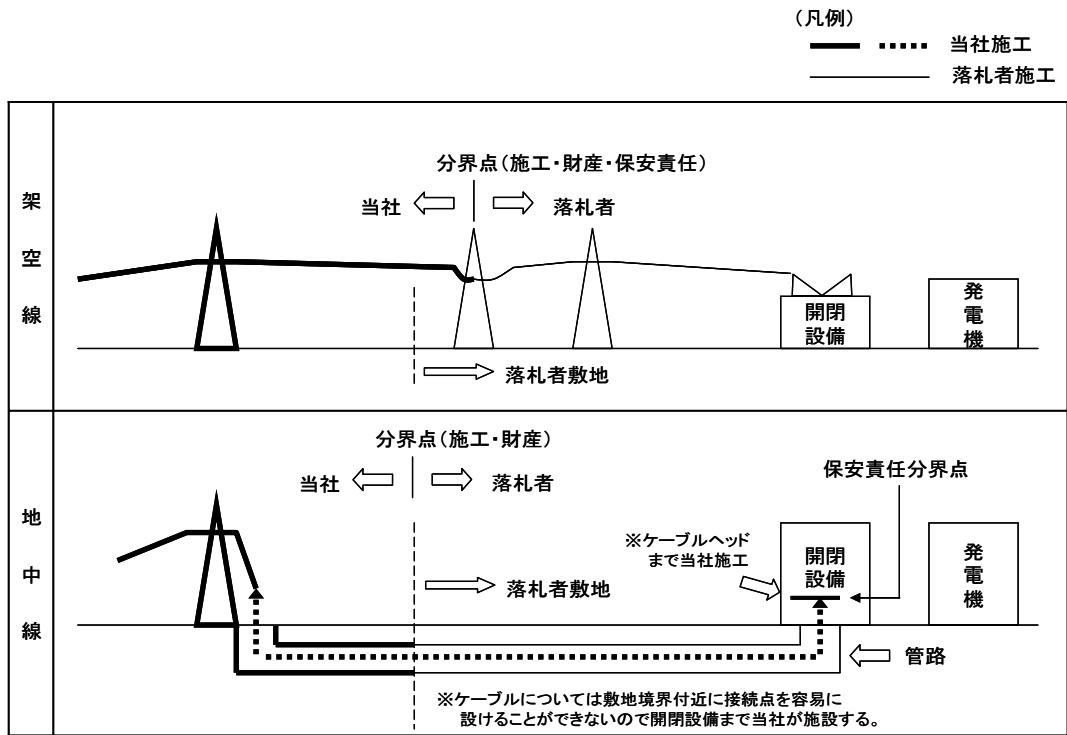 (凡例)
当社施工
落札者施工
架空線
分界点(施工・財産・保安責任)
当社
落札者
開閉
設備
発電機
落札者敷地
地中線
分界点(施工・財産)
当社
落札者
保安責任分界点
※ケーブルヘッド
まで当社施工
開閉
設備
発電機
落札者敷地
管路
※ケーブルについては敷地境界付近に接続点を容易に
設けることができないので開閉設備まで当社が施設する。